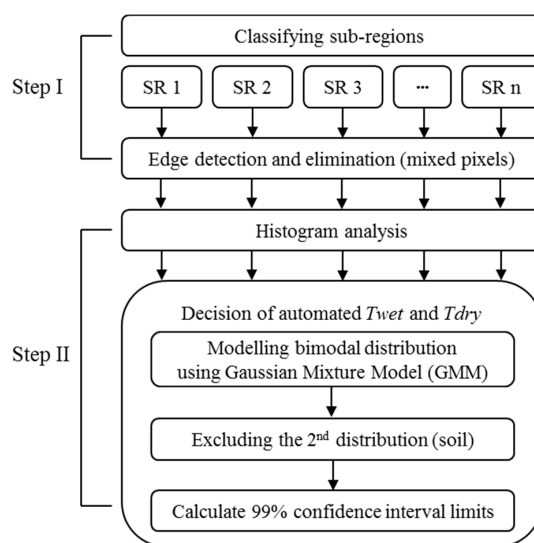 Classifying sub-regions
Step I
SR 1 SR 2 SR 3 ... SR n
Edge detection and elimination (mixed pixels)
Histogram analysis
Step II
Decision of automated Twet and Tdry
Modelling bimodal distribution
using Gaussian Mixture Model (GMM)
Excluding the 2nd distribution (soil)
Calculate 99% confidence interval limits